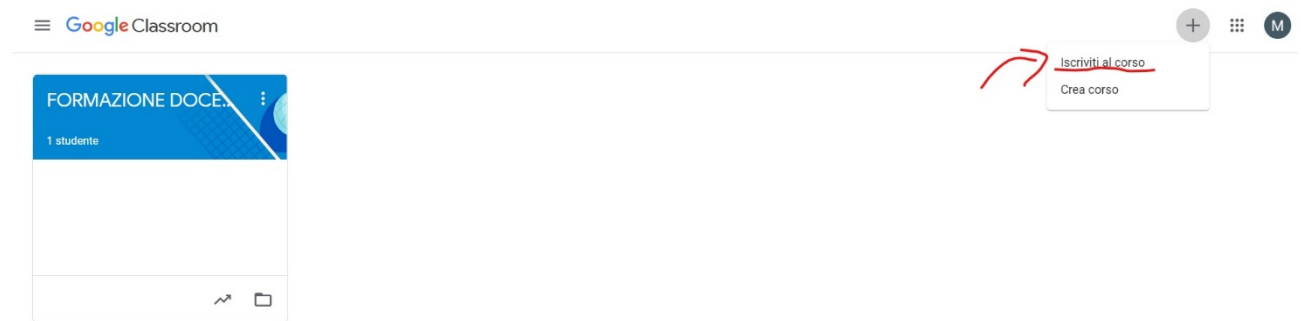 Google Classroom
M
Iscriviti al corso
Crea corso
FORMAZIONE DOCE...
1 studente